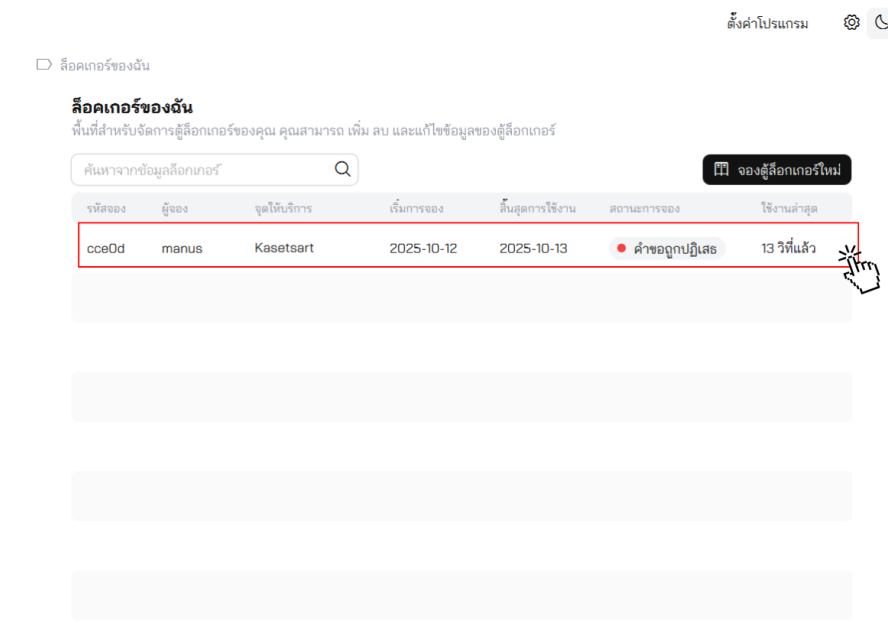 ตั้งค่าโปรแกรม
ล็อคเกอร์ของฉัน
ล็อคเกอร์ของฉัน
พื้นที่สำหรับจัดการตู้ล็อกเกอร์ของคุณ คุณสามารถ เพิ่ม ลบ และแก้ไขข้อมูลของตู้ล็อกเกอร์
ค้นหาจากข้อมูลล็อกเกอร์ จองตู้ล็อกเกอร์ใหม่
รหัสจอง ผู้จอง จุดให้บริการ เริ่มการจอง สิ้นสุดการใช้งาน สถานะการจอง ใช้งานล่าสุด
cce0d manus Kasetsart 2025-10-12 2025-10-13 คำขอถูกปฏิเสธ 13 วิที่แล้ว